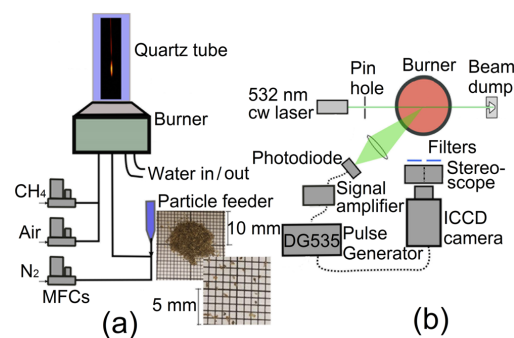 Quartz tube
Burner
Water in/out
CH4
Air
N2
MFCs
Particle feeder
10 mm
5 mm
(a)
532 nm
cw laser
Pin
hole
Burner
Beam
dump
Photodiode
Filters
Stereo-
scope
Signal
amplifier
ICCD
camera
DG535
Pulse
Generator
(b)